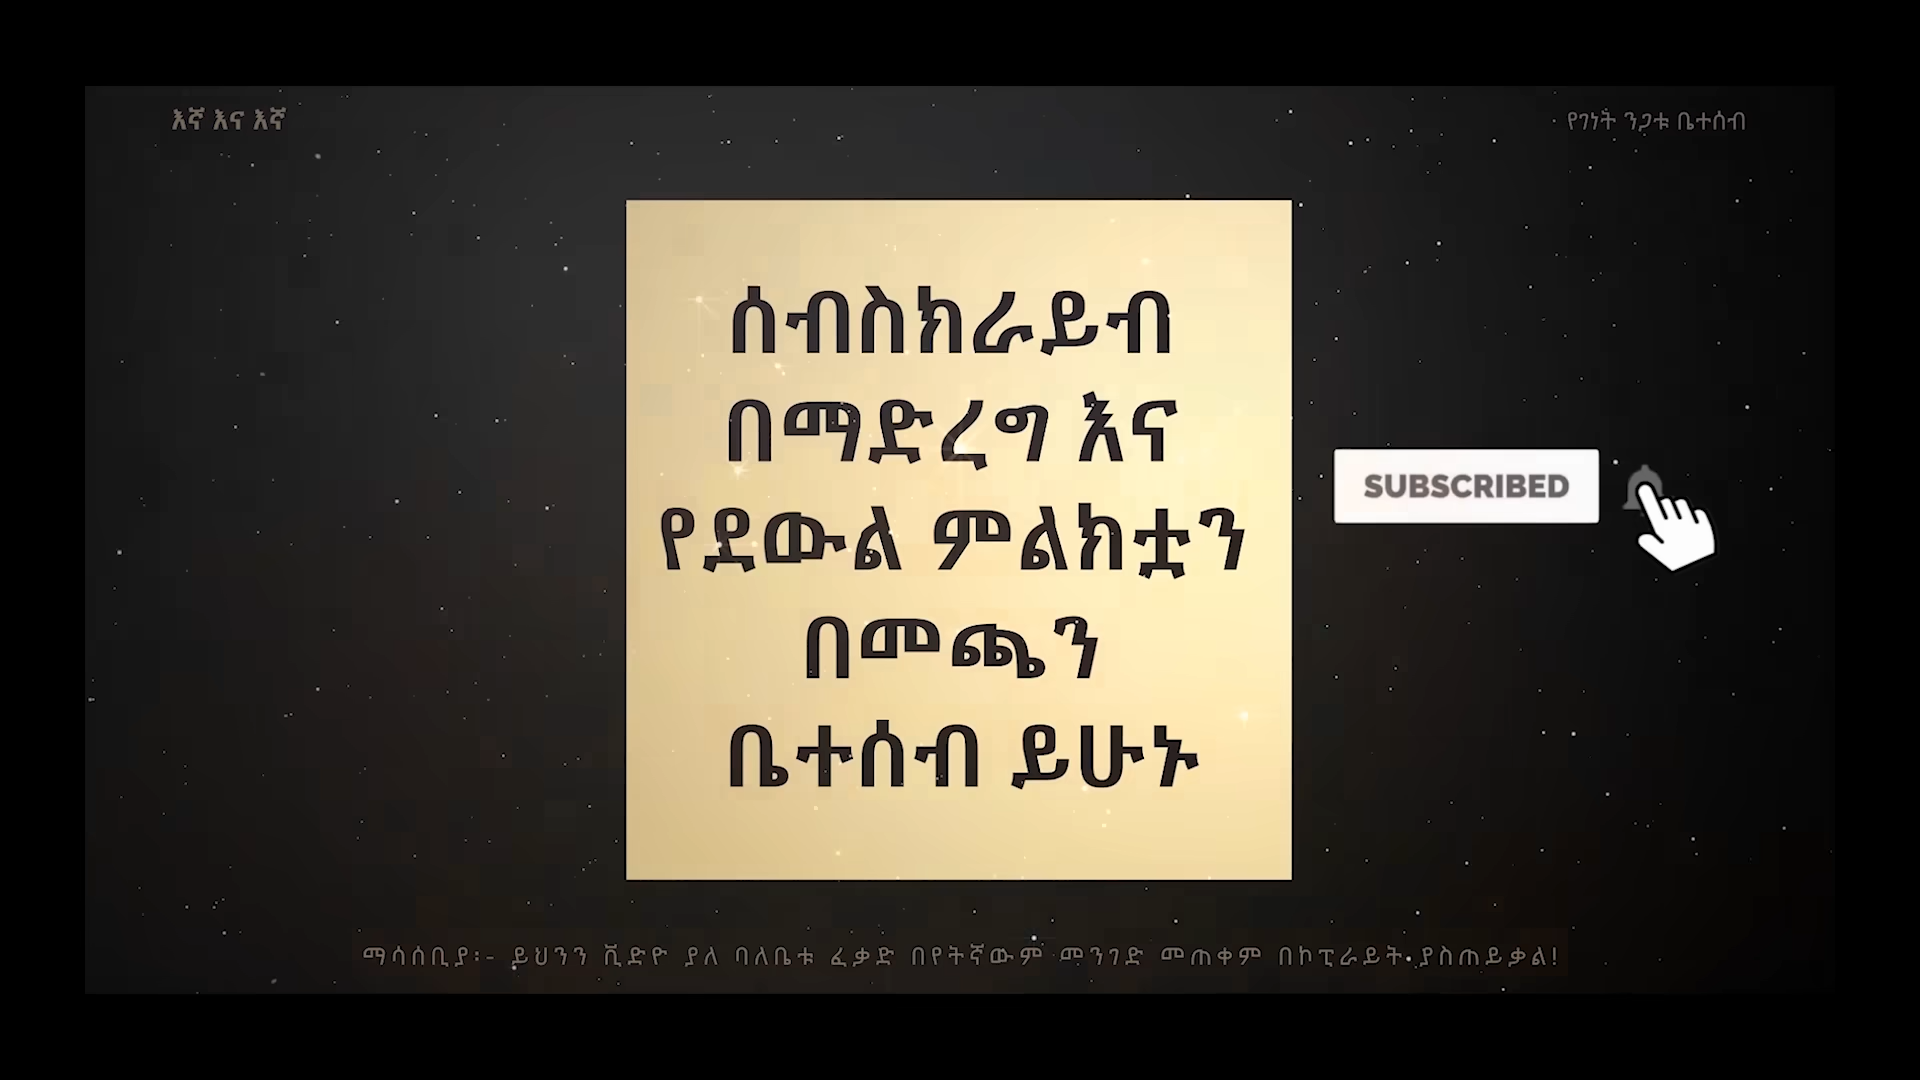 እኛ እና እኛ
የገነት ንጋቱ ቤተሰብ
ሰብስክራይብ
በማድረግ እና
የደውል ምልክቷን
በመጫን
ቤተሰብ ይሁኑ
SUBSCRIBED
ማሳሰቢያ፡- ይህንን ቪድዮ ያለ ባለቤቱ ፈቃድ በየትኛውም መንገድ መጠቀም በኮፒራይት ያስጠይቃል!